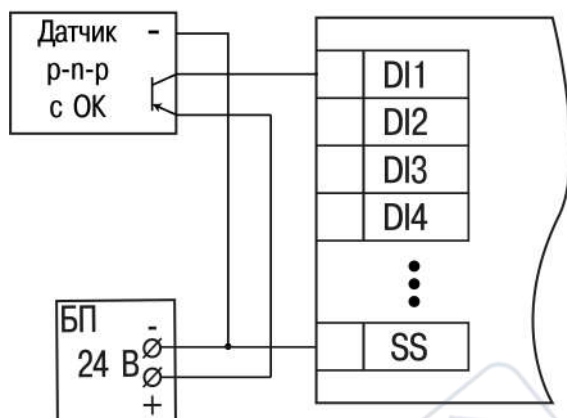 Датчик -
p-n-p
с ОК
DI1
DI2
DI3
DI4
SS
БП -
24 В
+